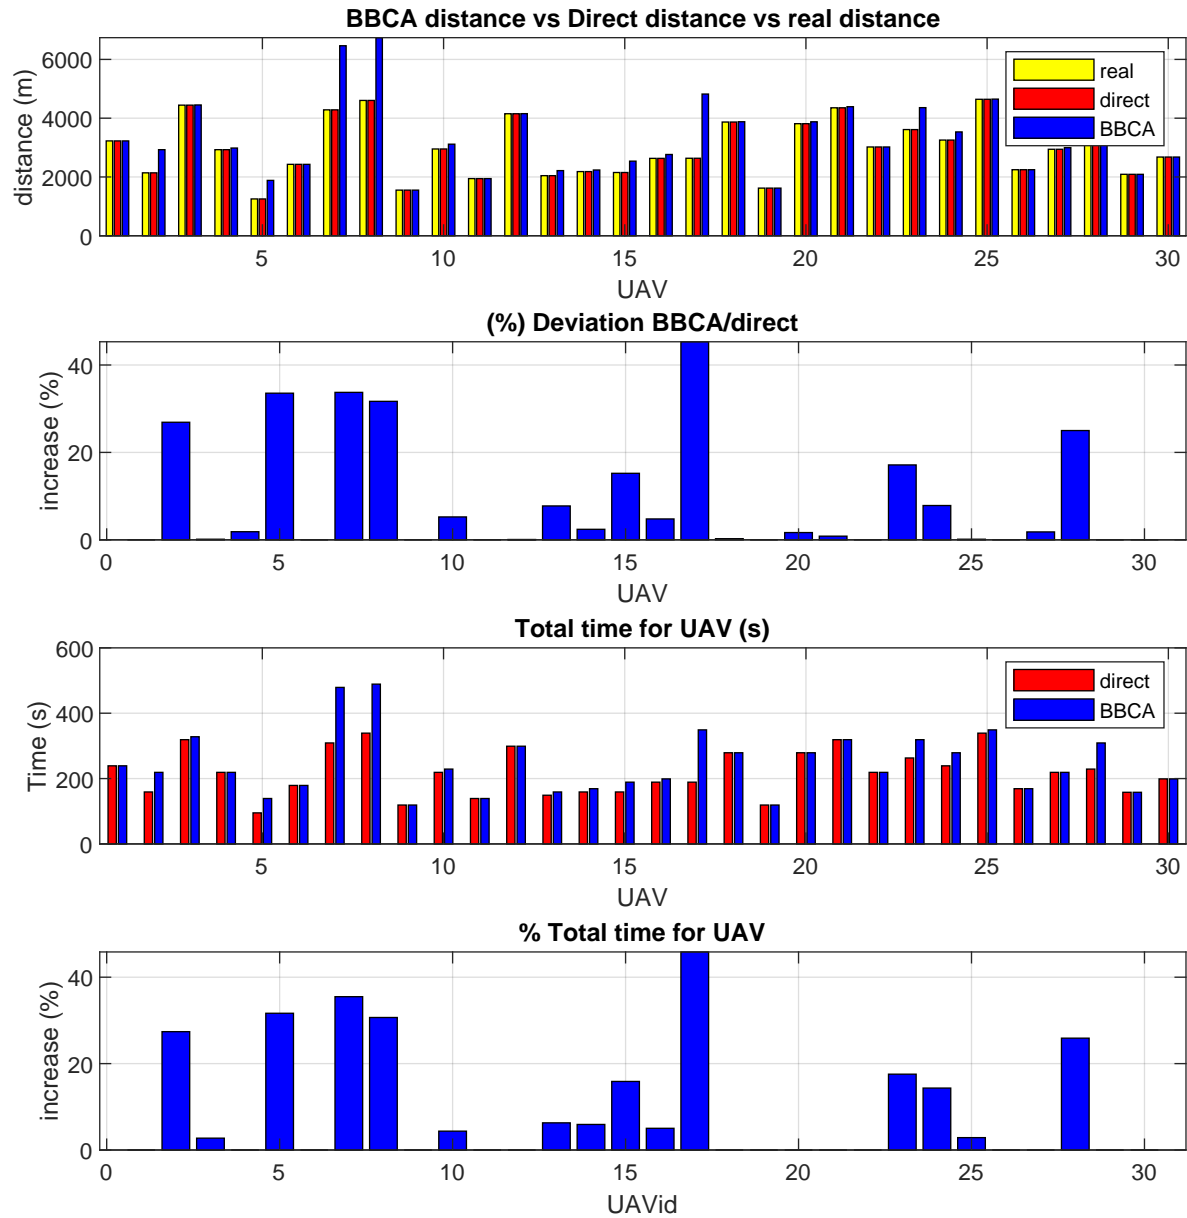 BBCA distance vs Direct distance vs real distance
6000
4000
2000
0
distance (m)
real
direct
BBCA
5 10 15 20 25 30
UAV
(%) Deviation BBCA/direct
40
20
0
increase (%)
0 5 10 15 20 25 30
UAV
Total time for UAV (s)
600
400
200
0
Time (s)
direct
BBCA
5 10 15 20 25 30
UAV
% Total time for UAV
40
20
0
increase (%)
0 5 10 15 20 25 30
UAVid